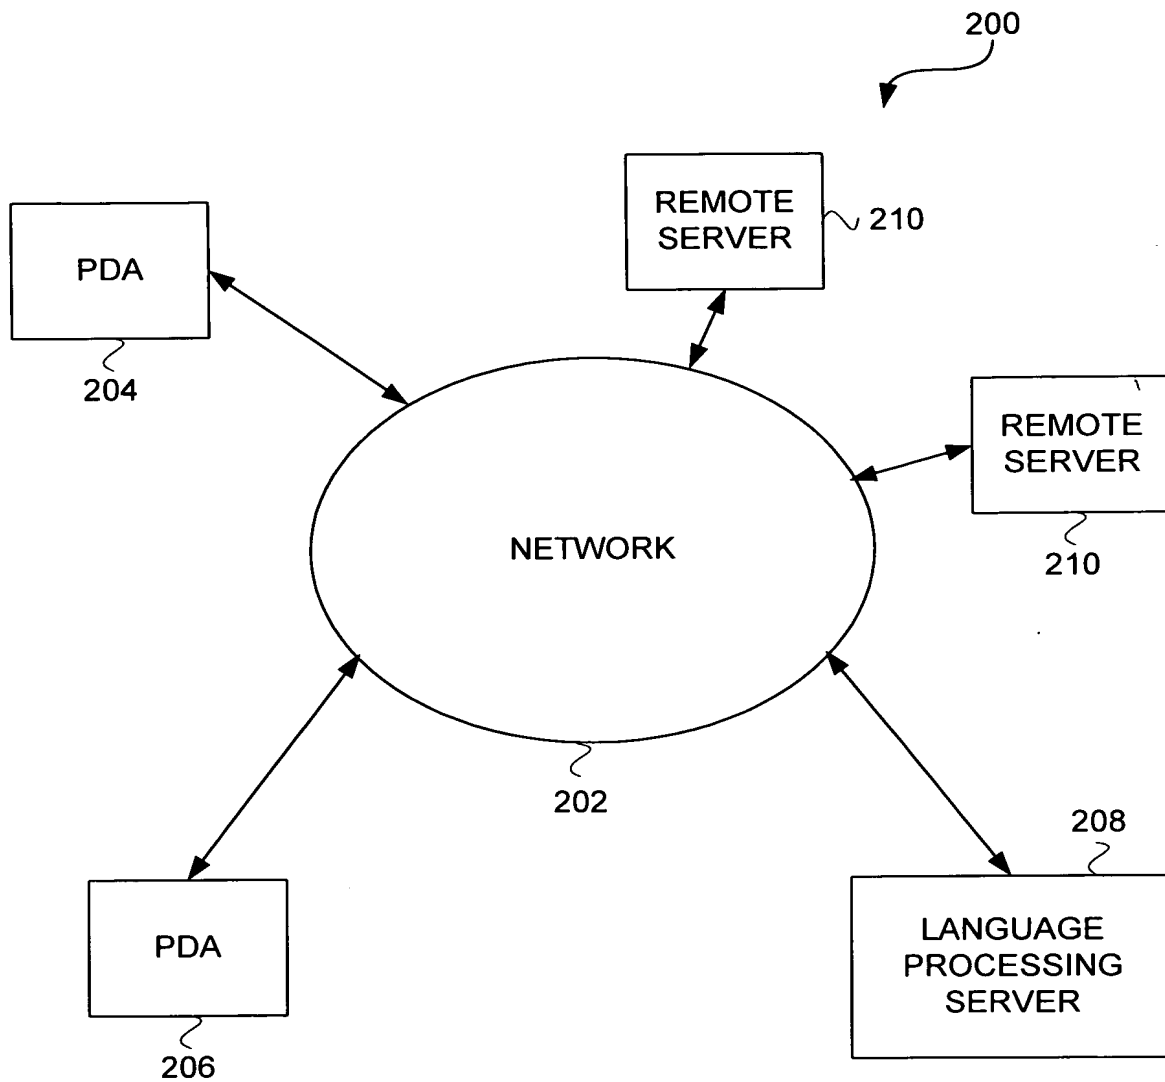 200
REMOTE
SERVER
210
PDA
204
REMOTE
SERVER
210
NETWORK
202
208
LANGUAGE
PROCESSING
SERVER
PDA
206